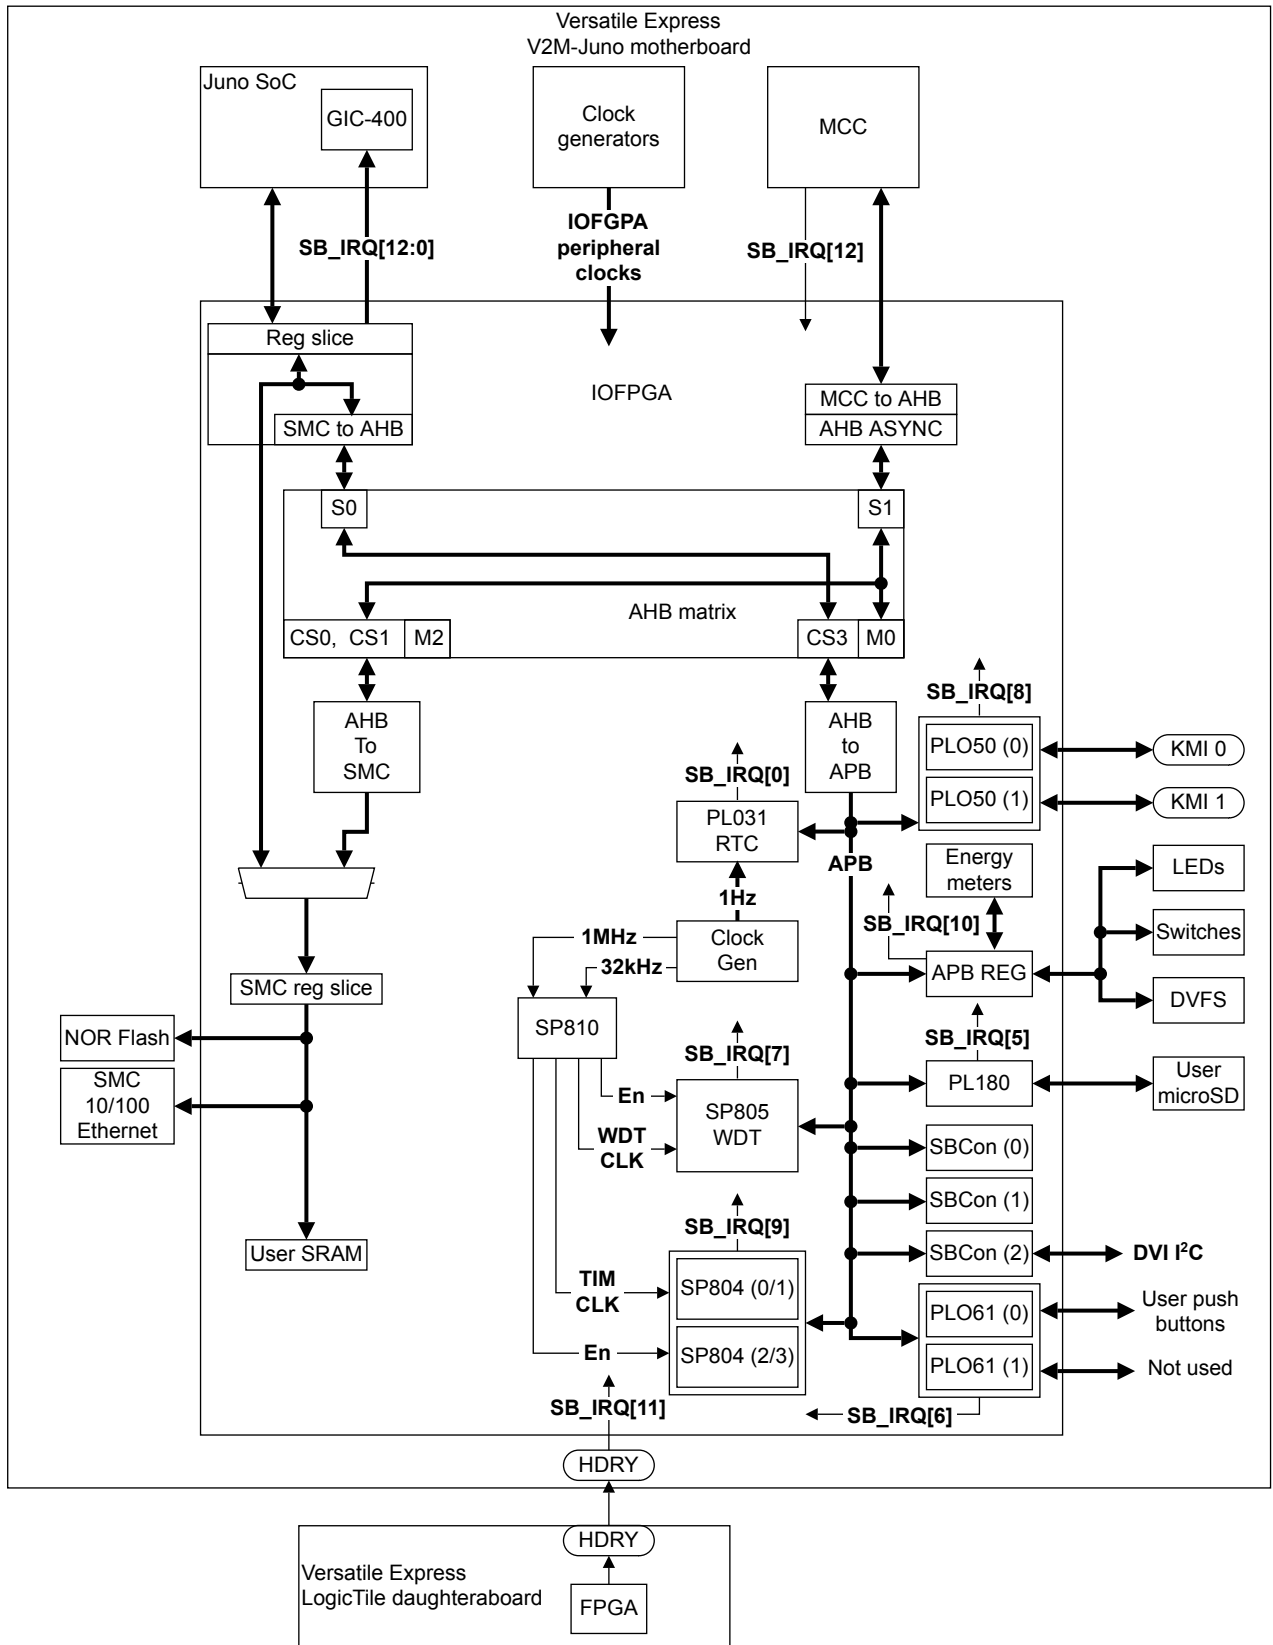 Versatile Express
V2M-Juno motherboard
Juno SoC
GIC-400
Clock
generators
MCC
SB_IRQ[12:0]
IOFGPA
peripheral
clocks
SB_IRQ[12]
Reg slice
IOFPGA
SMC to AHB
MCC to AHB
AHB ASYNC
S0
S1
AHB matrix
CS0, CS1
M2
CS3
M0
AHB
To
SMC
AHB
to
APB
SB_IRQ[8]
PLO50 (0)
KMI 0
PLO50 (1)
KMI 1
SB_IRQ[0]
PL031
RTC
APB
Energy
meters
LEDs
1Hz
SB_IRQ[10]
Switches
1MHz
32kHz
Clock
Gen
APB REG
DVFS
SMC reg slice
SP810
NOR Flash
SMC
10/100
Ethernet
SB_IRQ[7]
SB_IRQ[5]
PL180
User
microSD
En
SP805
WDT
WDT
CLK
SBCon (0)
SBCon (1)
SB_IRQ[9]
SBCon (2)
DVI I²C
User SRAM
TIM
CLK
SP804 (0/1)
PLO61 (0)
User push
buttons
En
SP804 (2/3)
PLO61 (1)
Not used
SB_IRQ[11]
SB_IRQ[6]
HDRY
HDRY
Versatile Express
LogicTile daughteraboard
FPGA